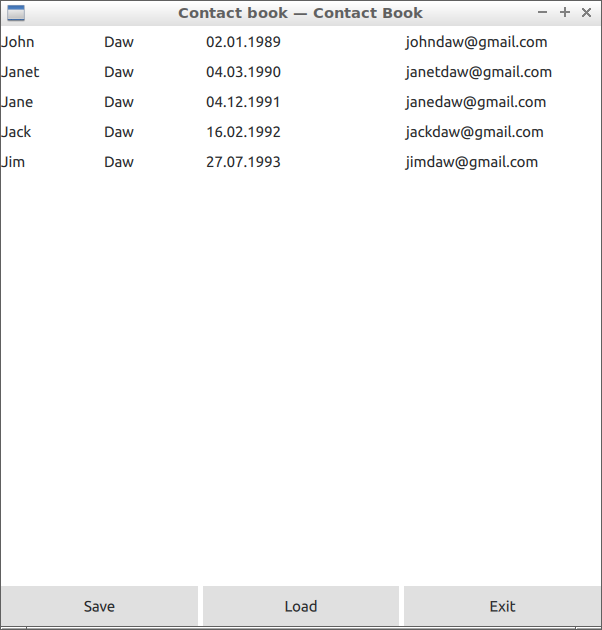 Contact book — Contact Book
John Daw 02.01.1989 johndaw@gmail.com
Janet Daw 04.03.1990 janetdaw@gmail.com
Jane Daw 04.12.1991 janedaw@gmail.com
Jack Daw 16.02.1992 jackdaw@gmail.com
Jim Daw 27.07.1993 jimdaw@gmail.com
Save Load Exit